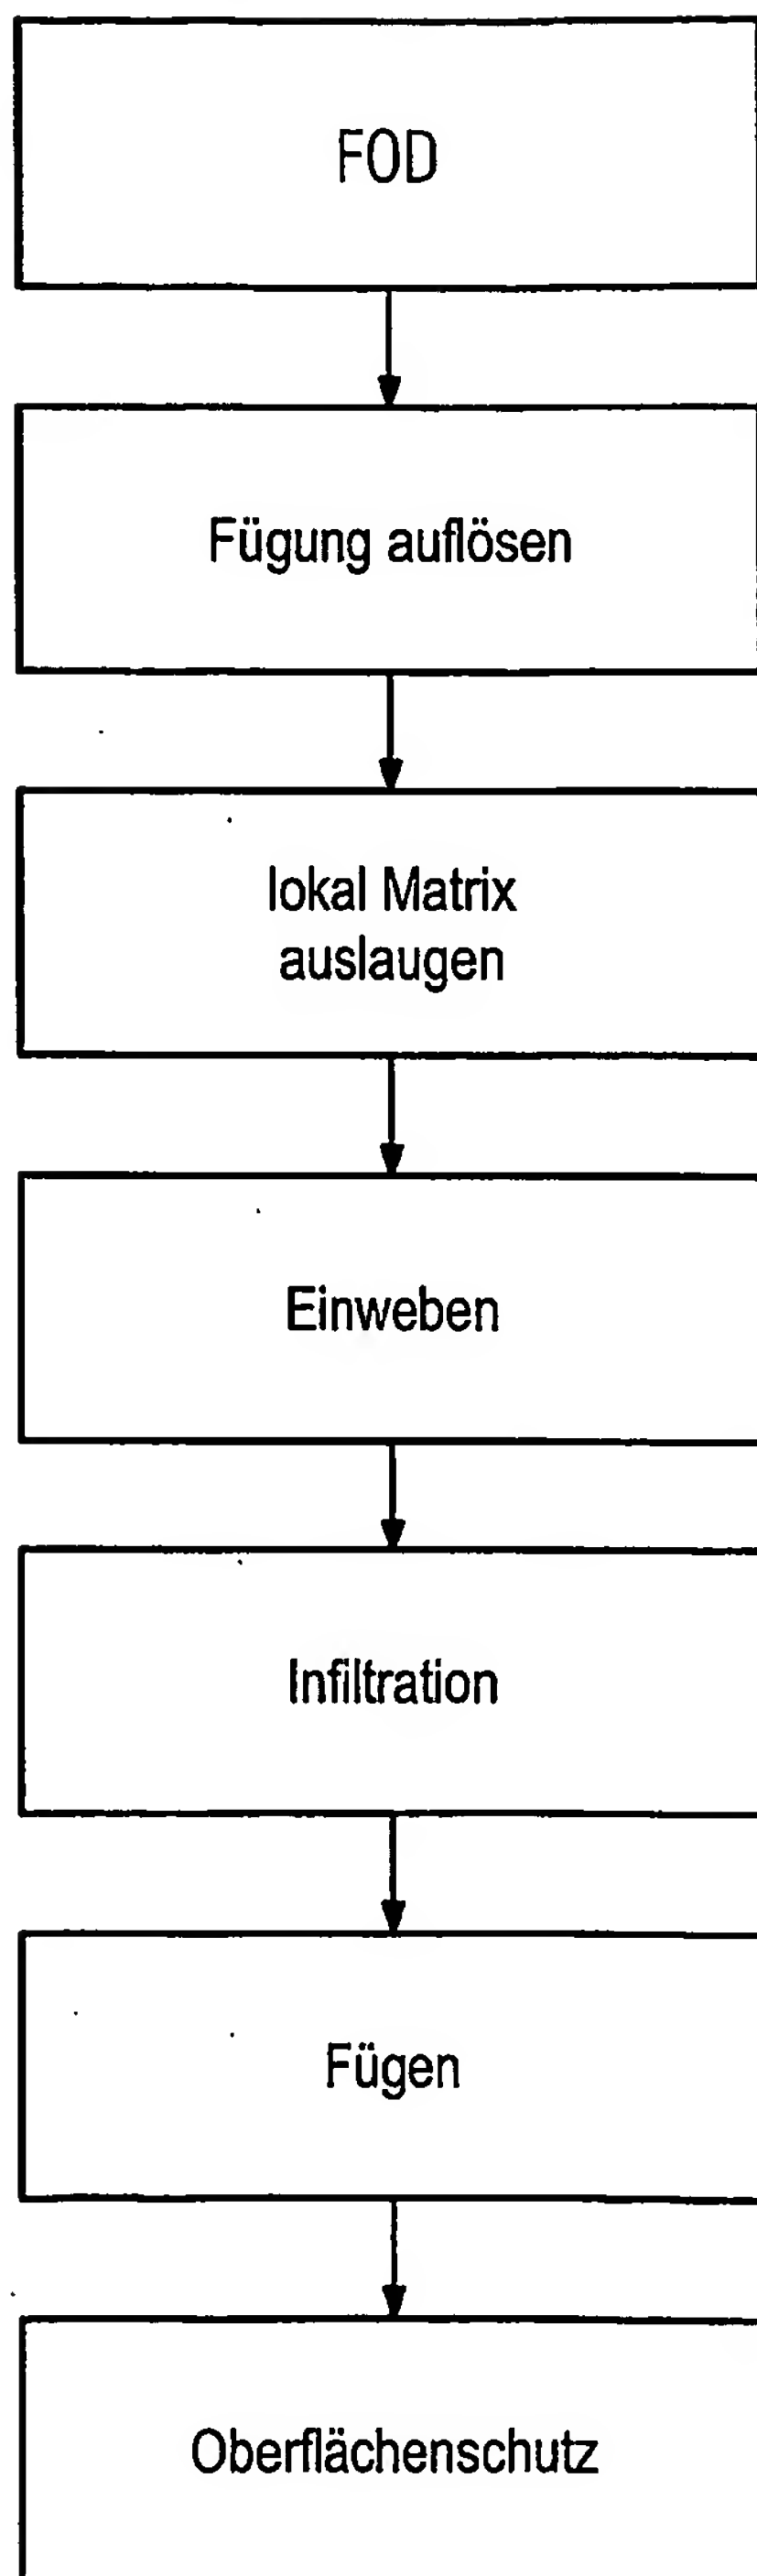 FOD
Fügung auflösen
lokal Matrix
auslaugen
Einweben
Infiltration
Fügen
Oberflächenschutz